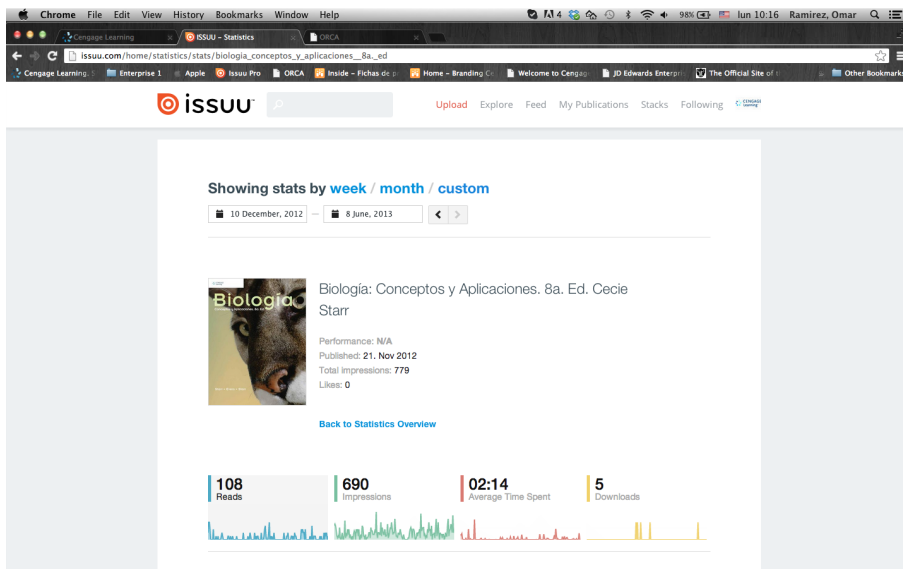 Chrome File Edit View History Bookmarks Window Help 4 98% lun 10:16 Ramirez, Omar
Cengage Learning ISSUU – Statistics ORCA
issuu.com/home/statistics/stats/biologia_conceptos_y_aplicaciones__8a._ed
Cengage Learning. Enterprise 1 Apple Issuu Pro ORCA Inside – Fichas de Home – Branding Welcome to JD Edwards The Official Site of Other Bookmarks
issuu Upload Explore Feed My Publications Stacks Following CENGAGE Learning
Showing stats by week / month / custom
10 December, 2012 — 8 June, 2013
Biología
Biología: Conceptos y Aplicaciones. 8a. Ed. Cecie
Starr
Performance: N/A
Published: 21. Nov 2012
Total impressions: 779
Likes: 0
Back to Statistics Overview
108 690 02:14 5
Reads Impressions Average Time Spent Downloads